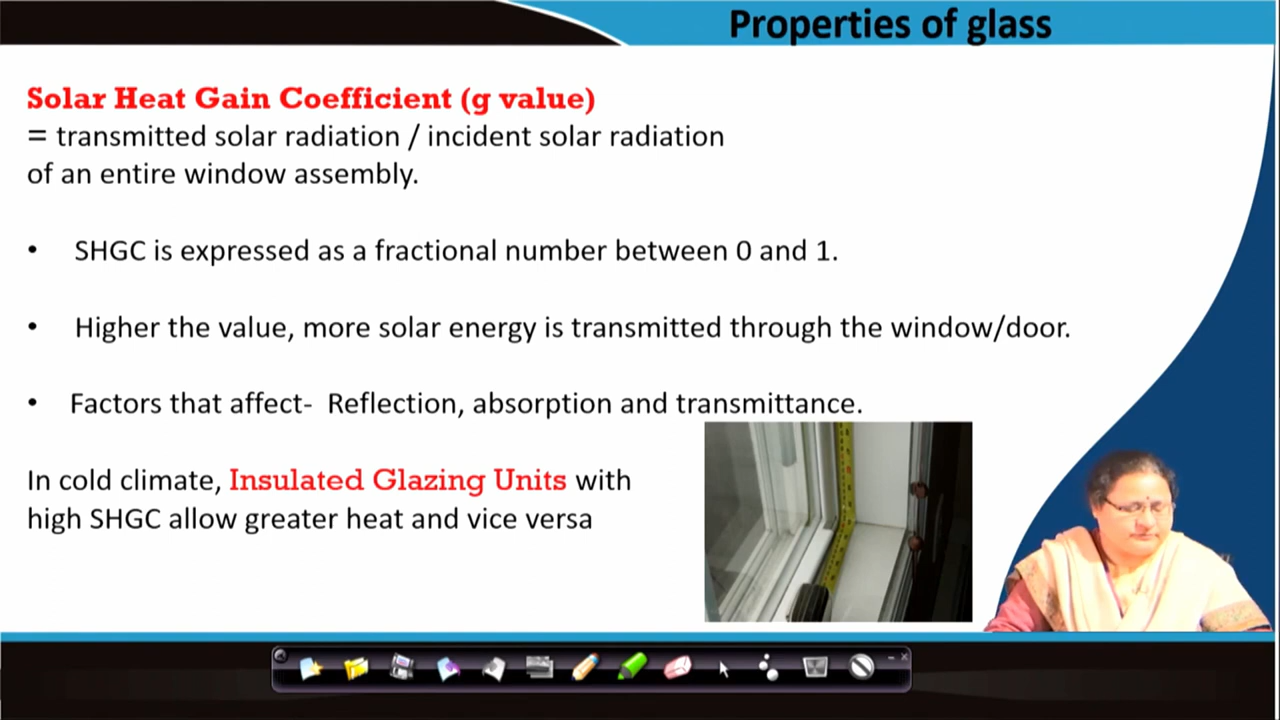 Properties of glass
Solar Heat Gain Coefficient (g value)
= transmitted solar radiation / incident solar radiation
of an entire window assembly.
• SHGC is expressed as a fractional number between 0 and 1.
• Higher the value, more solar energy is transmitted through the window/door.
• Factors that affect- Reflection, absorption and transmittance.
In cold climate, Insulated Glazing Units with
high SHGC allow greater heat and vice versa